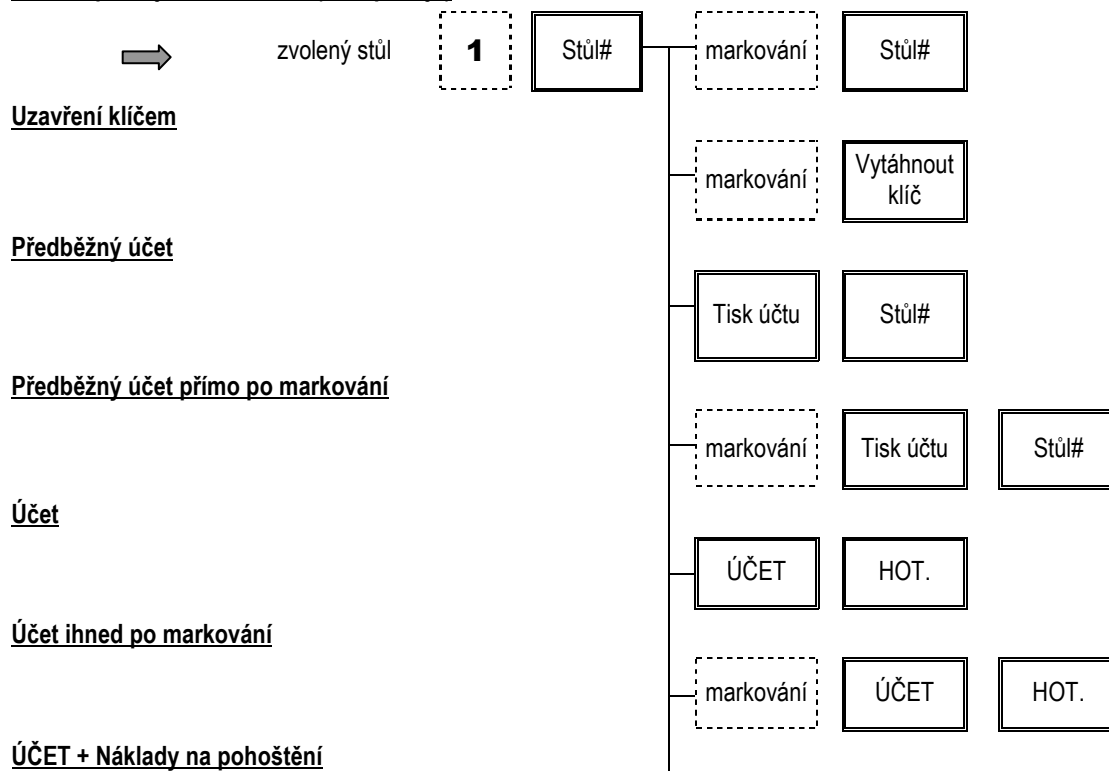 zvolený stůl 1 Stůl# markování Stůl#
Uzavření klíčem
markování Vytáhnout
klíč
Předběžný účet
Tisk účtu Stůl#
Předběžný účet přímo po markování
markování Tisk účtu Stůl#
Účet
ÚČET HOT.
Účet ihned po markování
markování ÚČET HOT.
ÚČET + Náklady na pohoštění